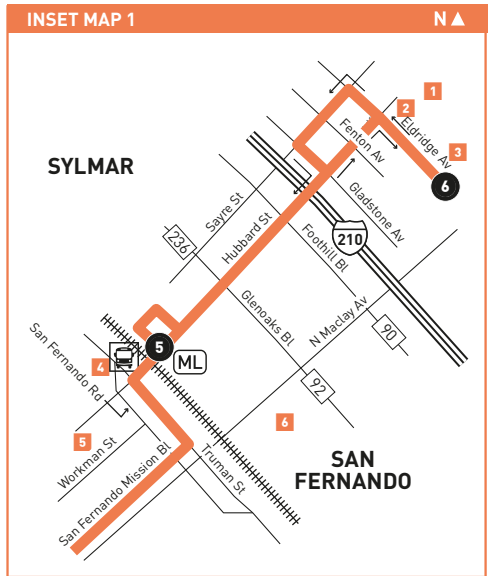 INSET MAP 1
N
1
2
Eldridge Av
Fenton Av
3
SYLMAR
6
Sayre St
Gladstone Av
Hubbard St
236
Foothill Bl
210
Glenoaks Bl
N Maclay Av
90
San Fernando Rd
5
ML
4
92
5
6
Workman St
San Fernando Mission Bl
Truman St
SAN
FERNANDO